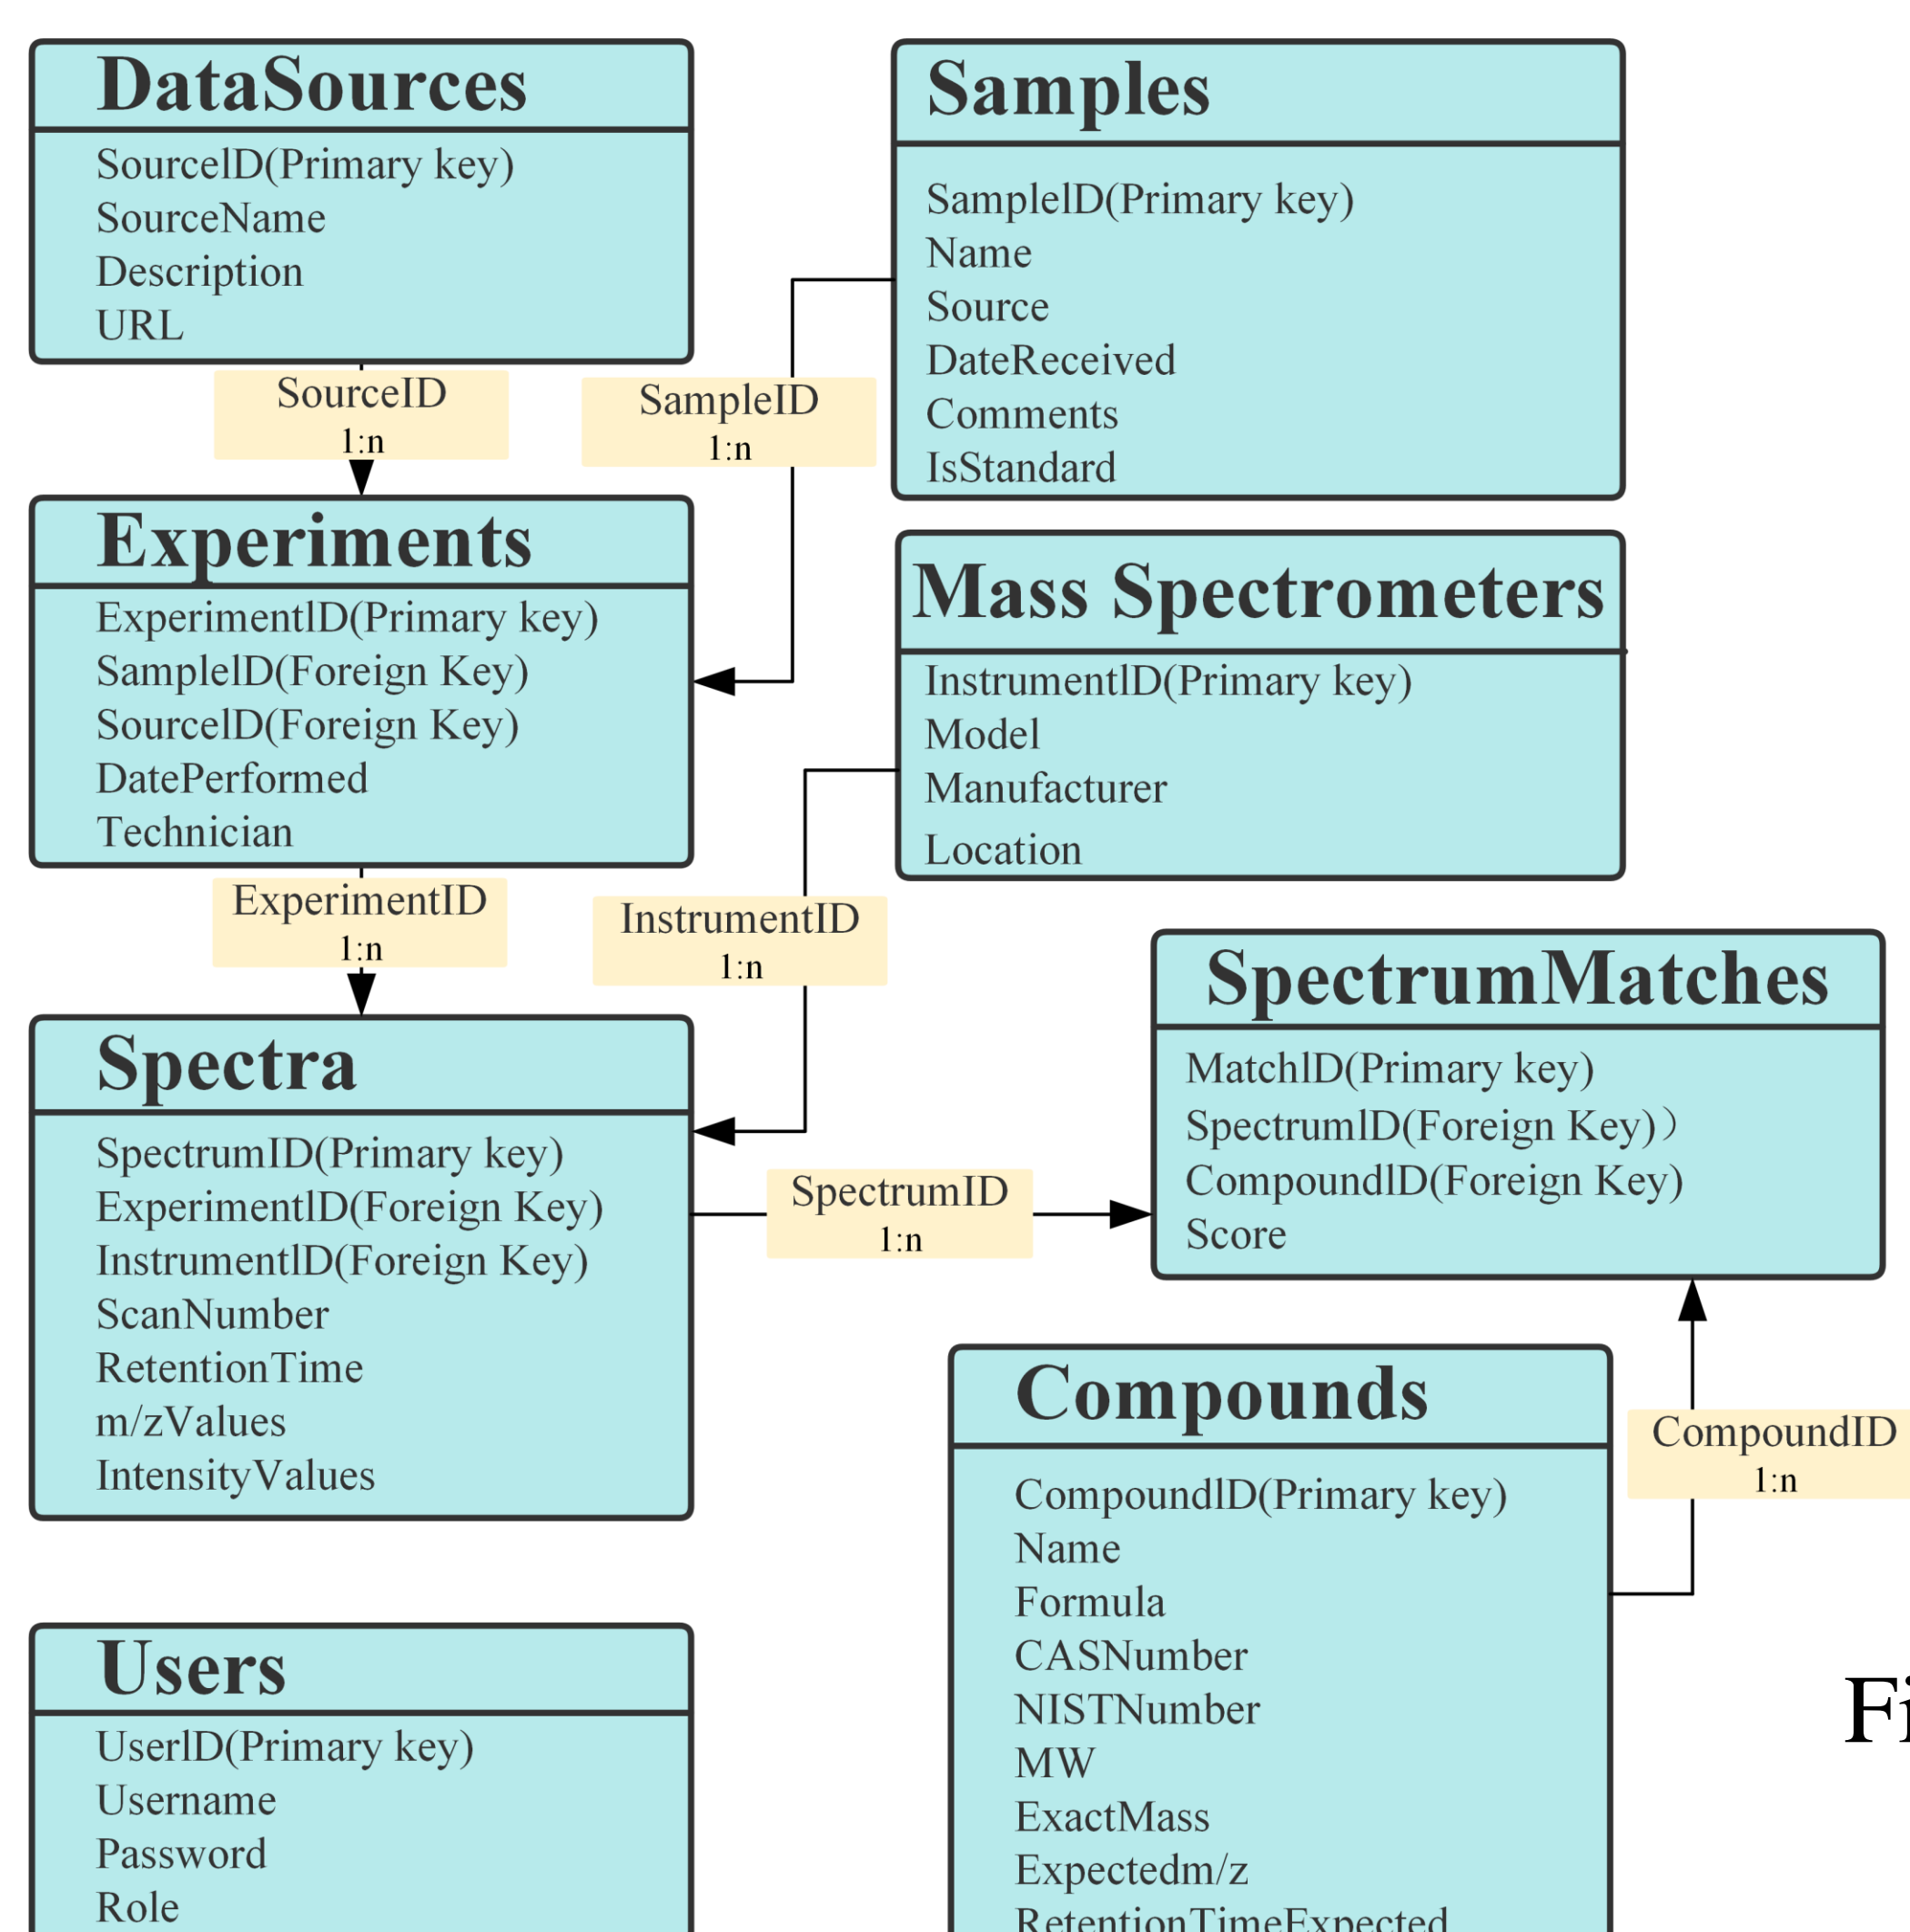 DataSources
SourceID(Primary key)
SourceName
Description
URL
SourceID
1:n
Samples
SampleID(Primary key)
Name
Source
DateReceived
Comments
IsStandard
SampleID
1:n
Experiments
ExperimentID(Primary key)
SampleID(Foreign Key)
SourceID(Foreign Key)
DatePerformed
Technician
Mass Spectrometers
InstrumentID(Primary key)
Model
Manufacturer
Location
ExperimentID
1:n
InstrumentID
1:n
Spectra
SpectrumID(Primary key)
ExperimentID(Foreign Key)
InstrumentID(Foreign Key)
ScanNumber
RetentionTime
m/zValues
IntensityValues
SpectrumID
1:n
SpectrumMatches
MatchID(Primary key)
SpectrumID(Foreign Key)）
CompoundID(Foreign Key)
Score
Compounds
CompoundID(Primary key)
Name
Formula
CASNumber
NISTNumber
MW
ExactMass
Expectedm/z
RetentionTimeExpected
CompoundID
1:n
Users
UserID(Primary key)
Username
Password
Role